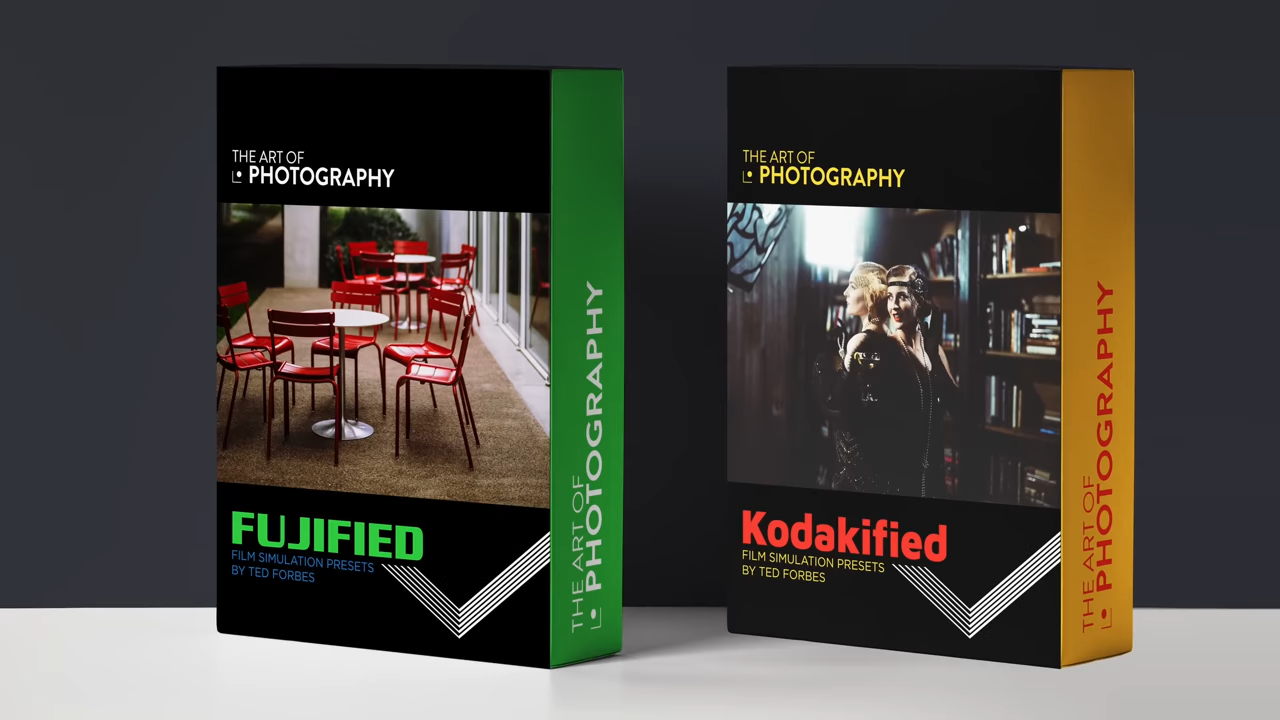 THE ART OF
PHOTOGRAPHY
FUJIFIED
FILM SIMULATION PRESETS
BY TED FORBES
THE ART OF
PHOTOGRAPHY
THE ART OF
PHOTOGRAPHY
Kodakified
FILM SIMULATION PRESETS
BY TED FORBES
THE ART OF
PHOTOGRAPHY